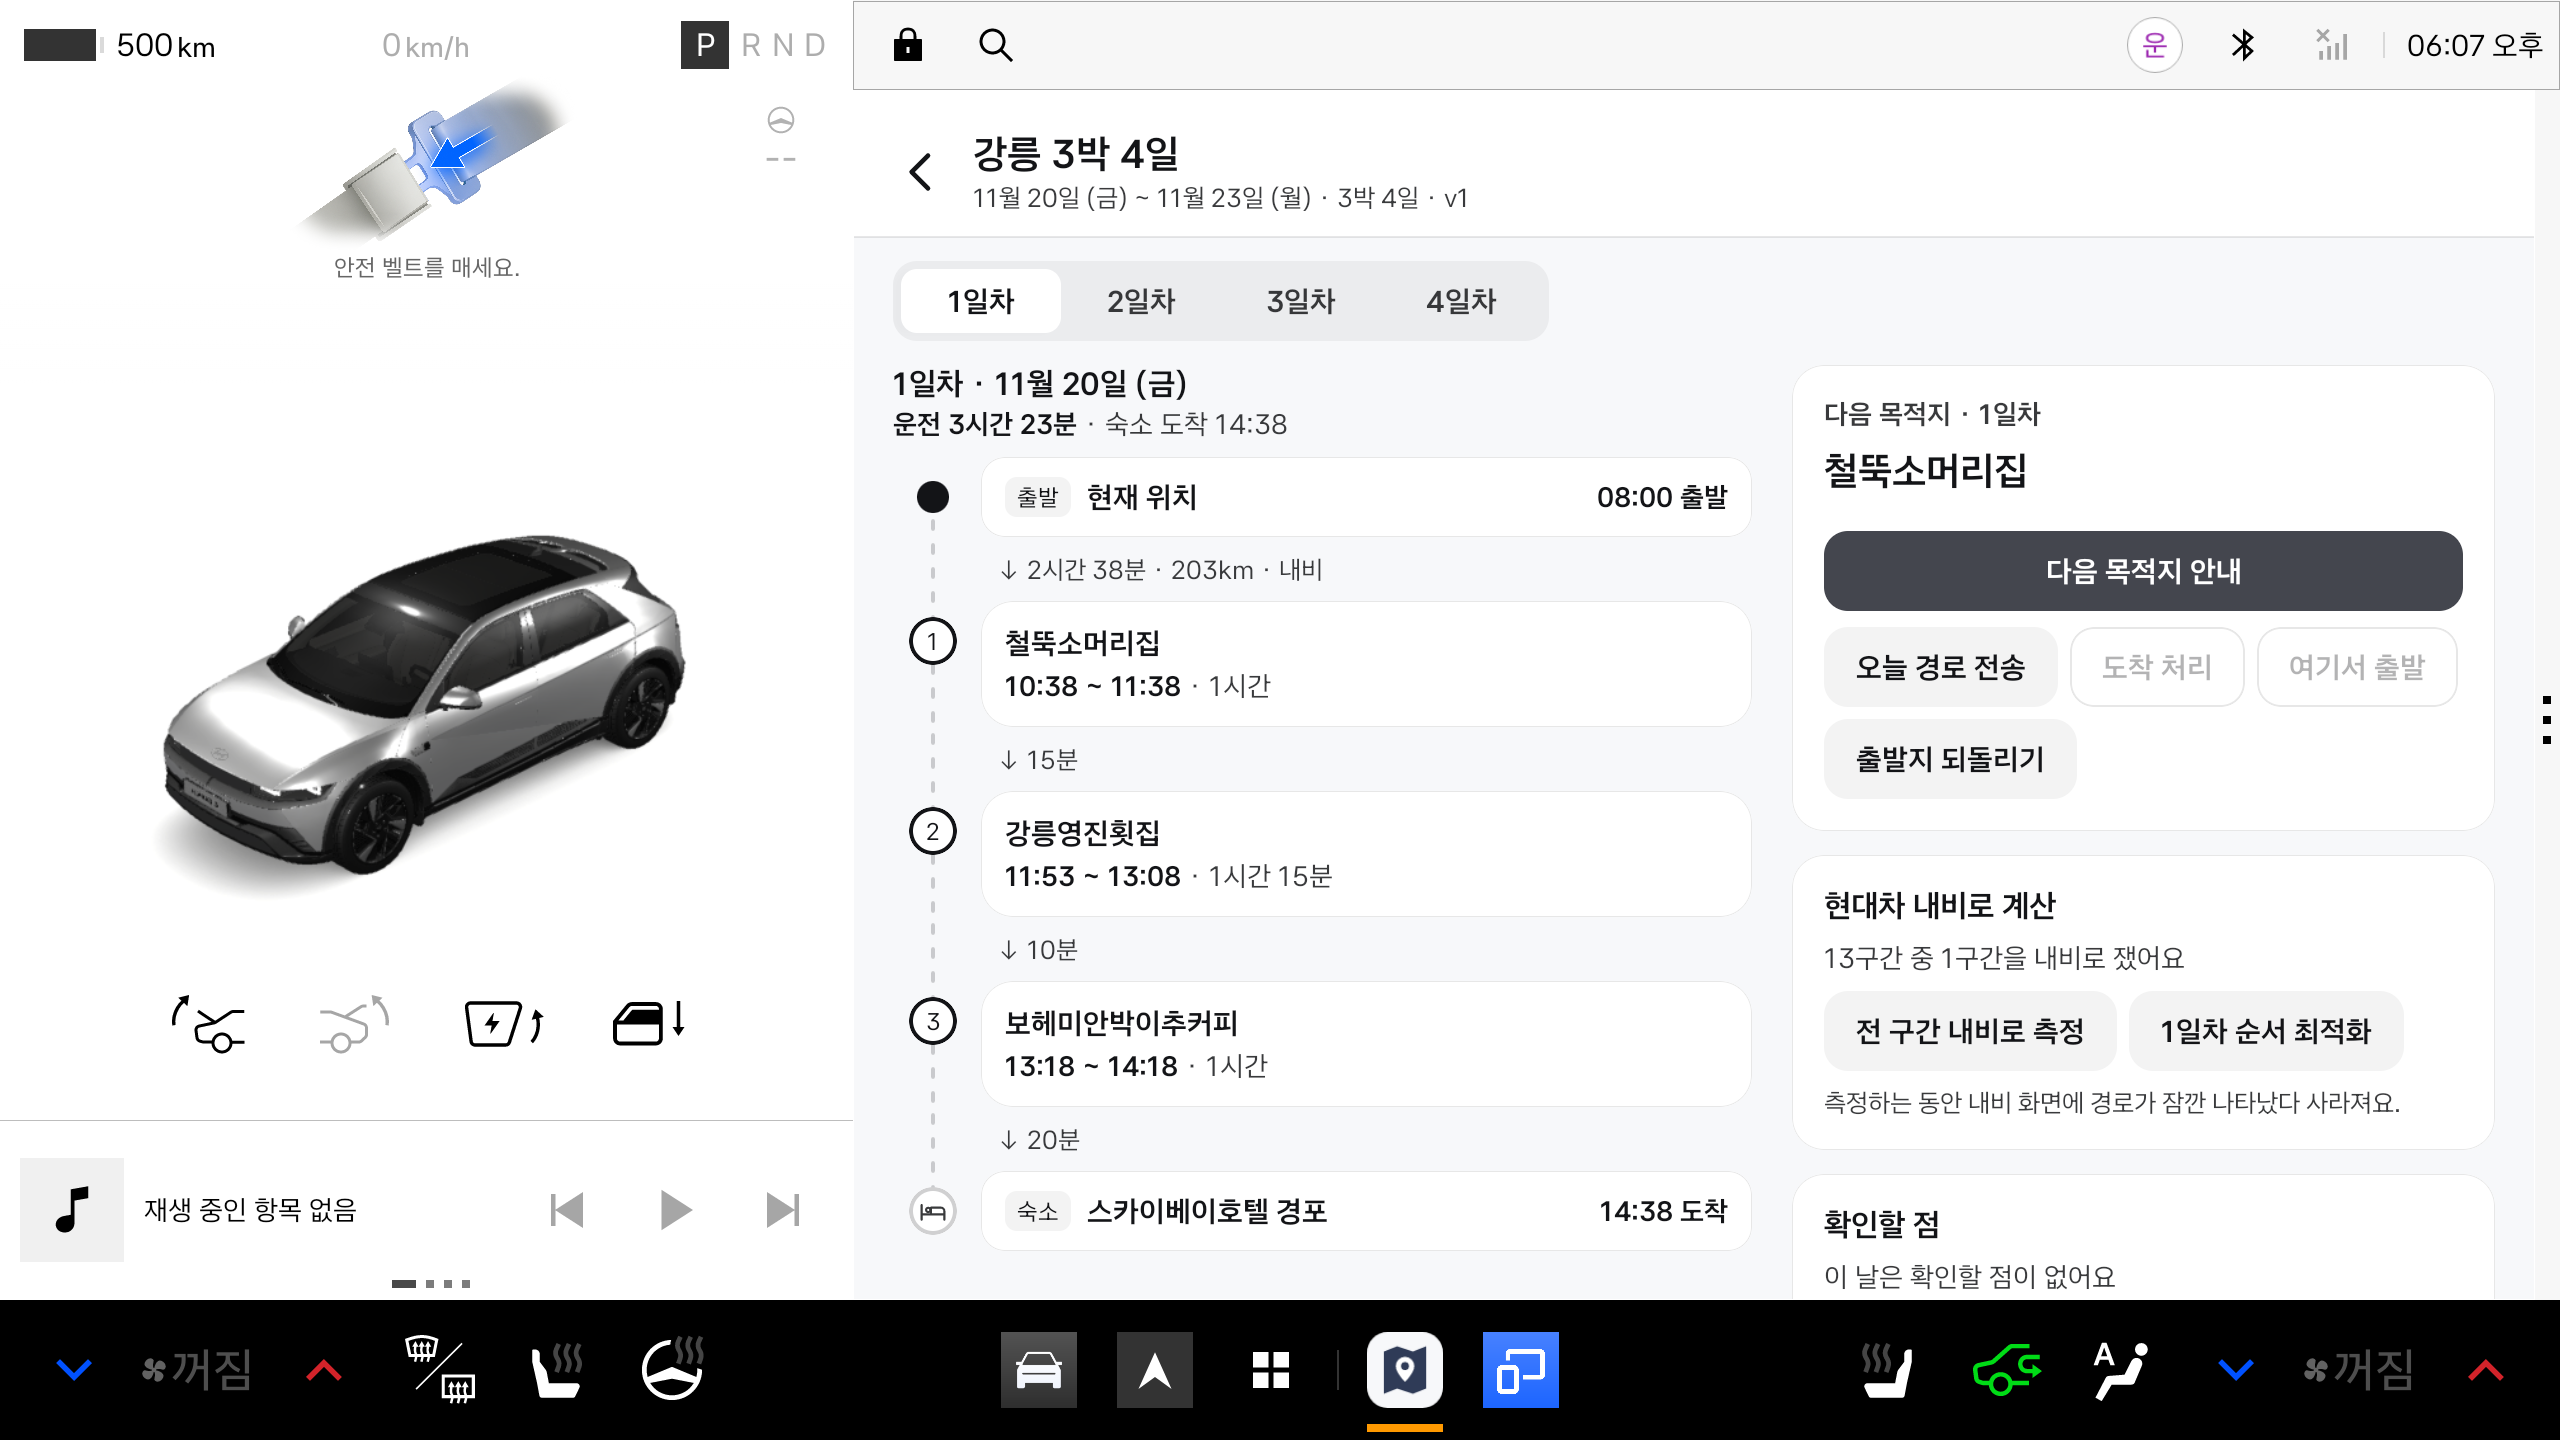 500 km
0 km/h
P R N D
안전 벨트를 매세요.
재생 중인 항목 없음
운
06:07 오후
강릉 3박 4일
11월 20일 (금) ~ 11월 23일 (월) · 3박 4일 · v1
1일차 2일차 3일차 4일차
1일차 · 11월 20일 (금)
운전 3시간 23분 · 숙소 도착 14:38
출발 현재 위치 08:00 출발
↓ 2시간 38분 · 203km · 내비
1 철뚝소머리집
10:38 ~ 11:38 · 1시간
↓ 15분
2 강릉영진횟집
11:53 ~ 13:08 · 1시간 15분
↓ 10분
3 보헤미안박이추커피
13:18 ~ 14:18 · 1시간
↓ 20분
숙소 스카이베이호텔 경포 14:38 도착
다음 목적지 · 1일차
철뚝소머리집
다음 목적지 안내
오늘 경로 전송 도착 처리 여기서 출발
출발지 되돌리기
현대차 내비로 계산
13구간 중 1구간을 내비로 쟀어요
전 구간 내비로 측정 1일차 순서 최적화
측정하는 동안 내비 화면에 경로가 잠깐 나타났다 사라져요.
확인할 점
이 날은 확인할 점이 없어요
꺼짐
A
꺼짐